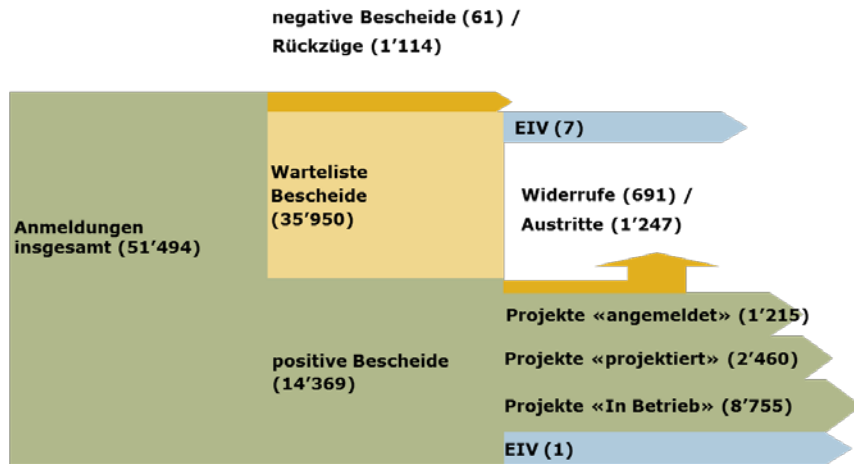 negative Bescheide (61) /
Rückzüge (1’114)
EIV (7)
Warteliste
Bescheide
(35’950)
Widerrufe (691) /
Austritte (1’247)
Anmeldungen
insgesamt (51’494)
Projekte «angemeldet» (1’215)
positive Bescheide
(14’369)
Projekte «projektiert» (2’460)
Projekte «In Betrieb» (8’755)
EIV (1)